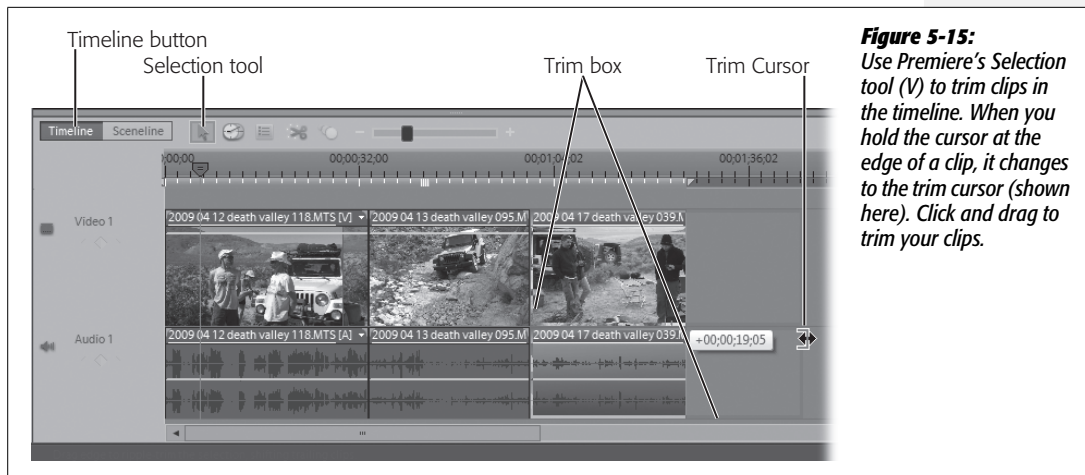 Timeline button
Selection tool
Trim box
Trim Cursor
Timeline Sceneline
00;00
00;00;32;00
00;01;04;02
00;01;36;02
Video 1
2009 04 12 death valley 118.MTS [V]
2009 04 13 death valley 095.M
2009 04 17 death valley 039.M
Audio 1
2009 04 12 death valley 118.MTS [A]
2009 04 13 death valley 095.M
2009 04 17 death valley 039.M
+00;00;19;05
Figure 5-15:
Use Premiere’s Selection
tool (V) to trim clips in
the timeline. When you
hold the cursor at the
edge of a clip, it changes
to the trim cursor (shown
here). Click and drag to
trim your clips.